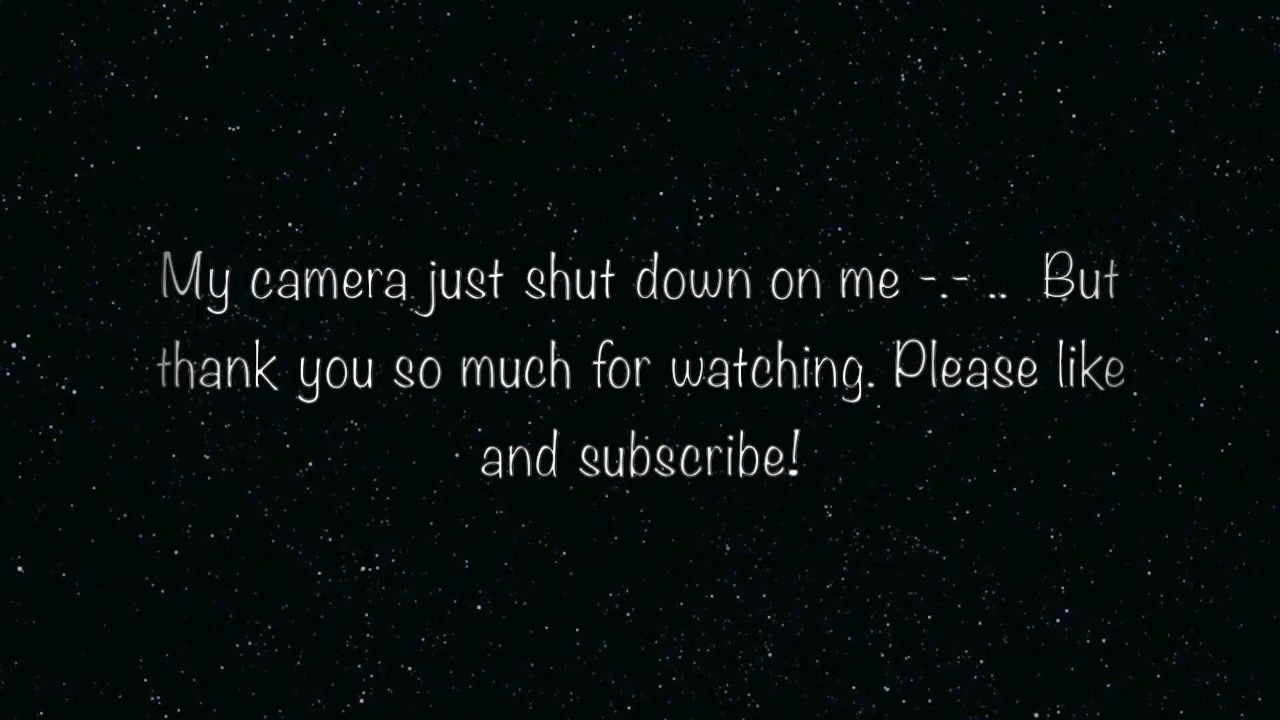 My camera just shut down on me -.- .. But
thank you so much for watching. Please like
and subscribe!